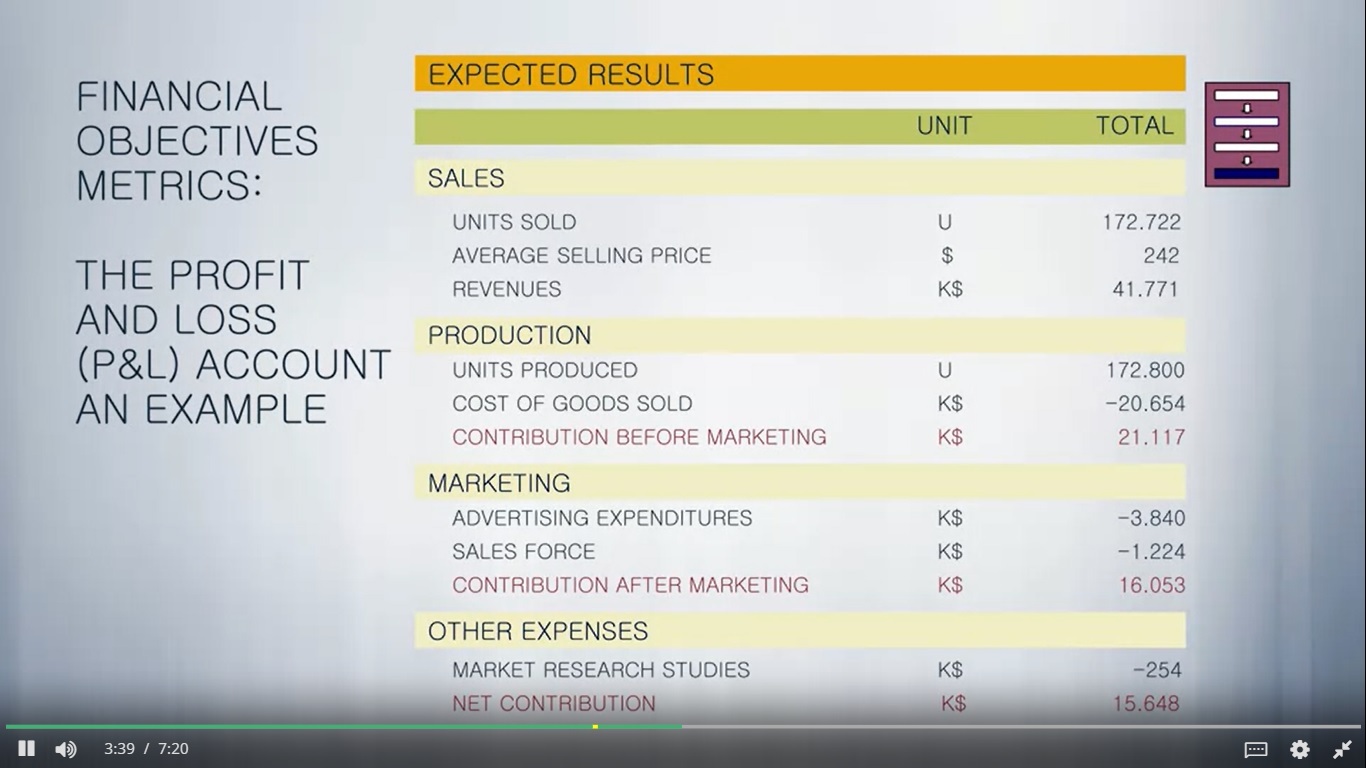 FINANCIAL
OBJECTIVES
METRICS:
THE PROFIT
AND LOSS
(P&L) ACCOUNT
AN EXAMPLE
EXPECTED RESULTS
UNIT TOTAL
SALES
UNITS SOLD U 172.722
AVERAGE SELLING PRICE $ 242
REVENUES K$ 41.771
PRODUCTION
UNITS PRODUCED U 172.800
COST OF GOODS SOLD K$ -20.654
CONTRIBUTION BEFORE MARKETING K$ 21.117
MARKETING
ADVERTISING EXPENDITURES K$ -3.840
SALES FORCE K$ -1.224
CONTRIBUTION AFTER MARKETING K$ 16.053
OTHER EXPENSES
MARKET RESEARCH STUDIES K$ -254
NET CONTRIBUTION K$ 15.648
3:39 / 7:20